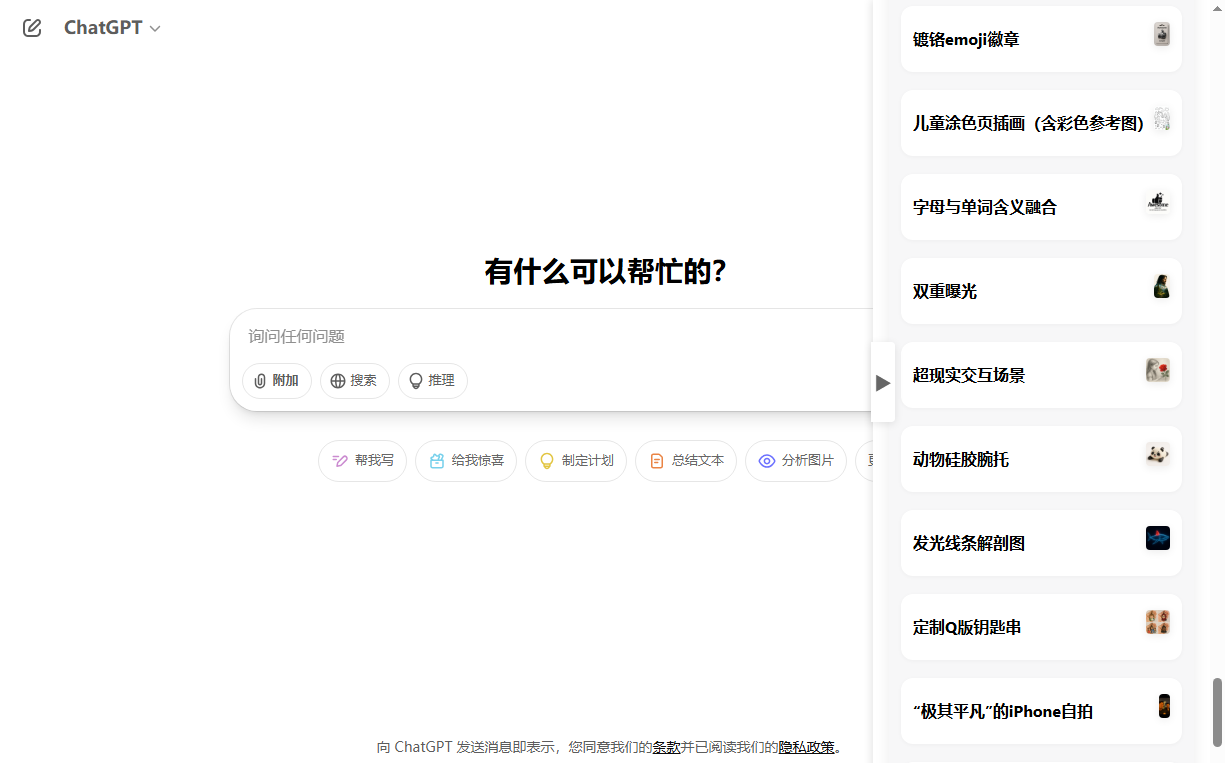 ChatGPT
有什么可以帮忙的？
询问任何问题
附加
搜索
推理
帮我写
给我惊喜
制定计划
总结文本
分析图片
向 ChatGPT 发送消息即表示，您同意我们的条款并已阅读我们的隐私政策。
镀铬emoji徽章
儿童涂色页插画（含彩色参考图）
字母与单词含义融合
双重曝光
超现实交互场景
动物硅胶腕托
发光线条解剖图
定制Q版钥匙串
“极其平凡”的iPhone自拍